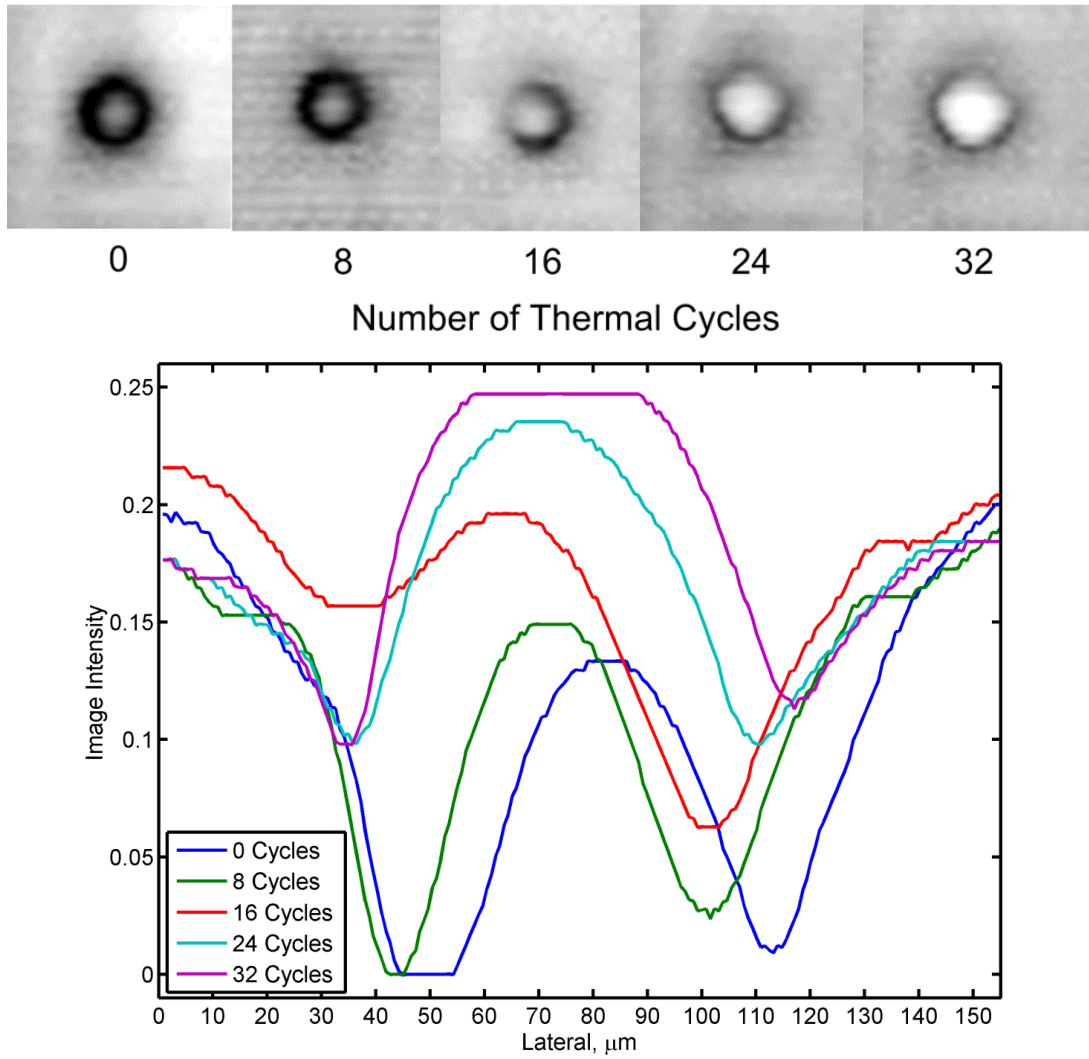 0 8 16 24 32
Number of Thermal Cycles
0.25
0.2
0.15
0.1
0.05
0
Image Intensity
0 Cycles
8 Cycles
16 Cycles
24 Cycles
32 Cycles
0 10 20 30 40 50 60 70 80 90 100 110 120 130 140 150
Lateral, μm